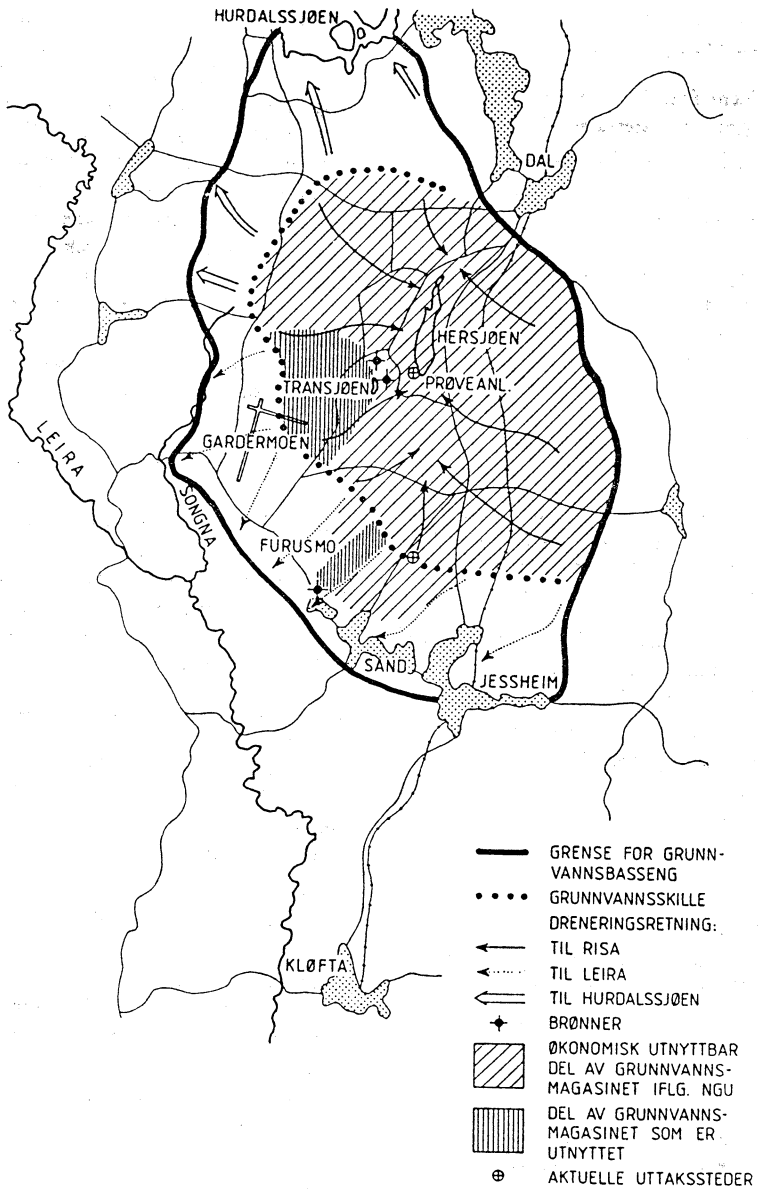 HURDALSSJØEN
DAL
HERSJØEN
TRANSJØEN
PRØVEANL.
GARDERMOEN
LEIRA
SONGNA
FURUSMO
SAND
JESSHEIM
KLØFTA
GRENSE FOR GRUNN-
VANNSBASSENG
GRUNNVANNSSKILLE
DRENERINGSRETNING:
TIL RISA
TIL LEIRA
TIL HURDALSSJØEN
BRØNNER
ØKONOMISK UTNYTTBAR
DEL AV GRUNNVANNS-
MAGASINET IFLG. NGU
DEL AV GRUNNVANNS-
MAGASINET SOM ER
UTNYTTET
AKTUELLE UTTAKSSTEDER